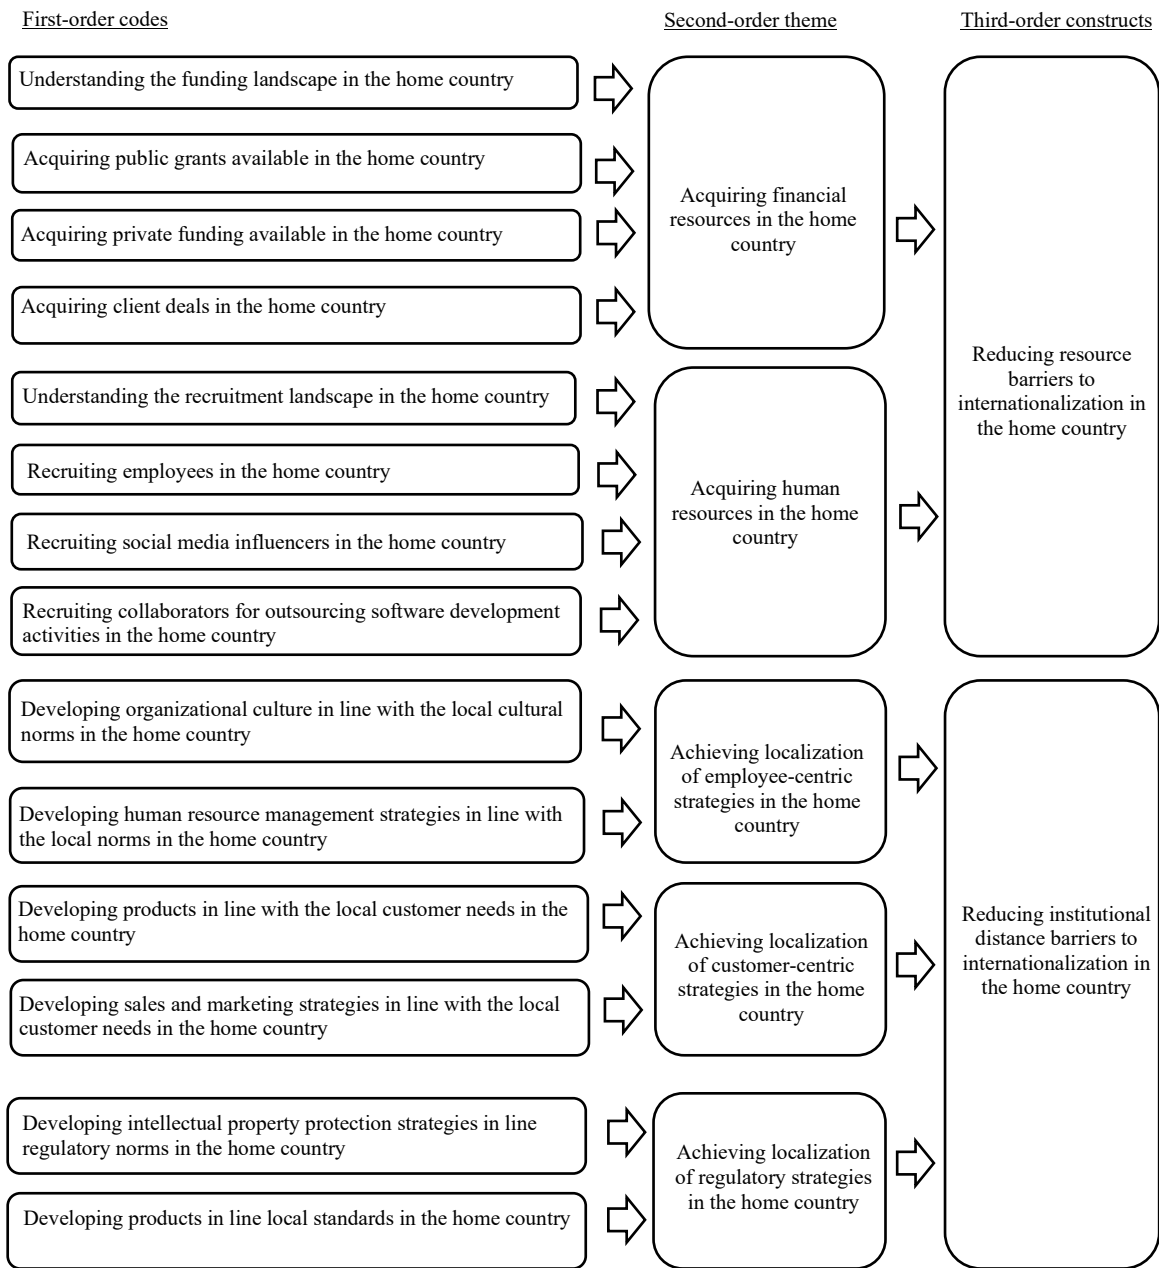 First-order codes
Second-order theme
Third-order constructs
Understanding the funding landscape in the home country
Acquiring public grants available in the home country
Acquiring private funding available in the home country
Acquiring client deals in the home country
Acquiring financial
resources in the home
country
Understanding the recruitment landscape in the home country
Recruiting employees in the home country
Recruiting social media influencers in the home country
Recruiting collaborators for outsourcing software development
activities in the home country
Acquiring human
resources in the home
country
Reducing resource
barriers to
internationalization in
the home country
Developing organizational culture in line with the local cultural
norms in the home country
Developing human resource management strategies in line with
the local norms in the home country
Achieving localization
of employee-centric
strategies in the home
country
Developing products in line with the local customer needs in the
home country
Developing sales and marketing strategies in line with the local
customer needs in the home country
Achieving localization
of customer-centric
strategies in the home
country
Developing intellectual property protection strategies in line
regulatory norms in the home country
Developing products in line local standards in the home country
Achieving localization
of regulatory strategies
in the home country
Reducing institutional
distance barriers to
internationalization in
the home country